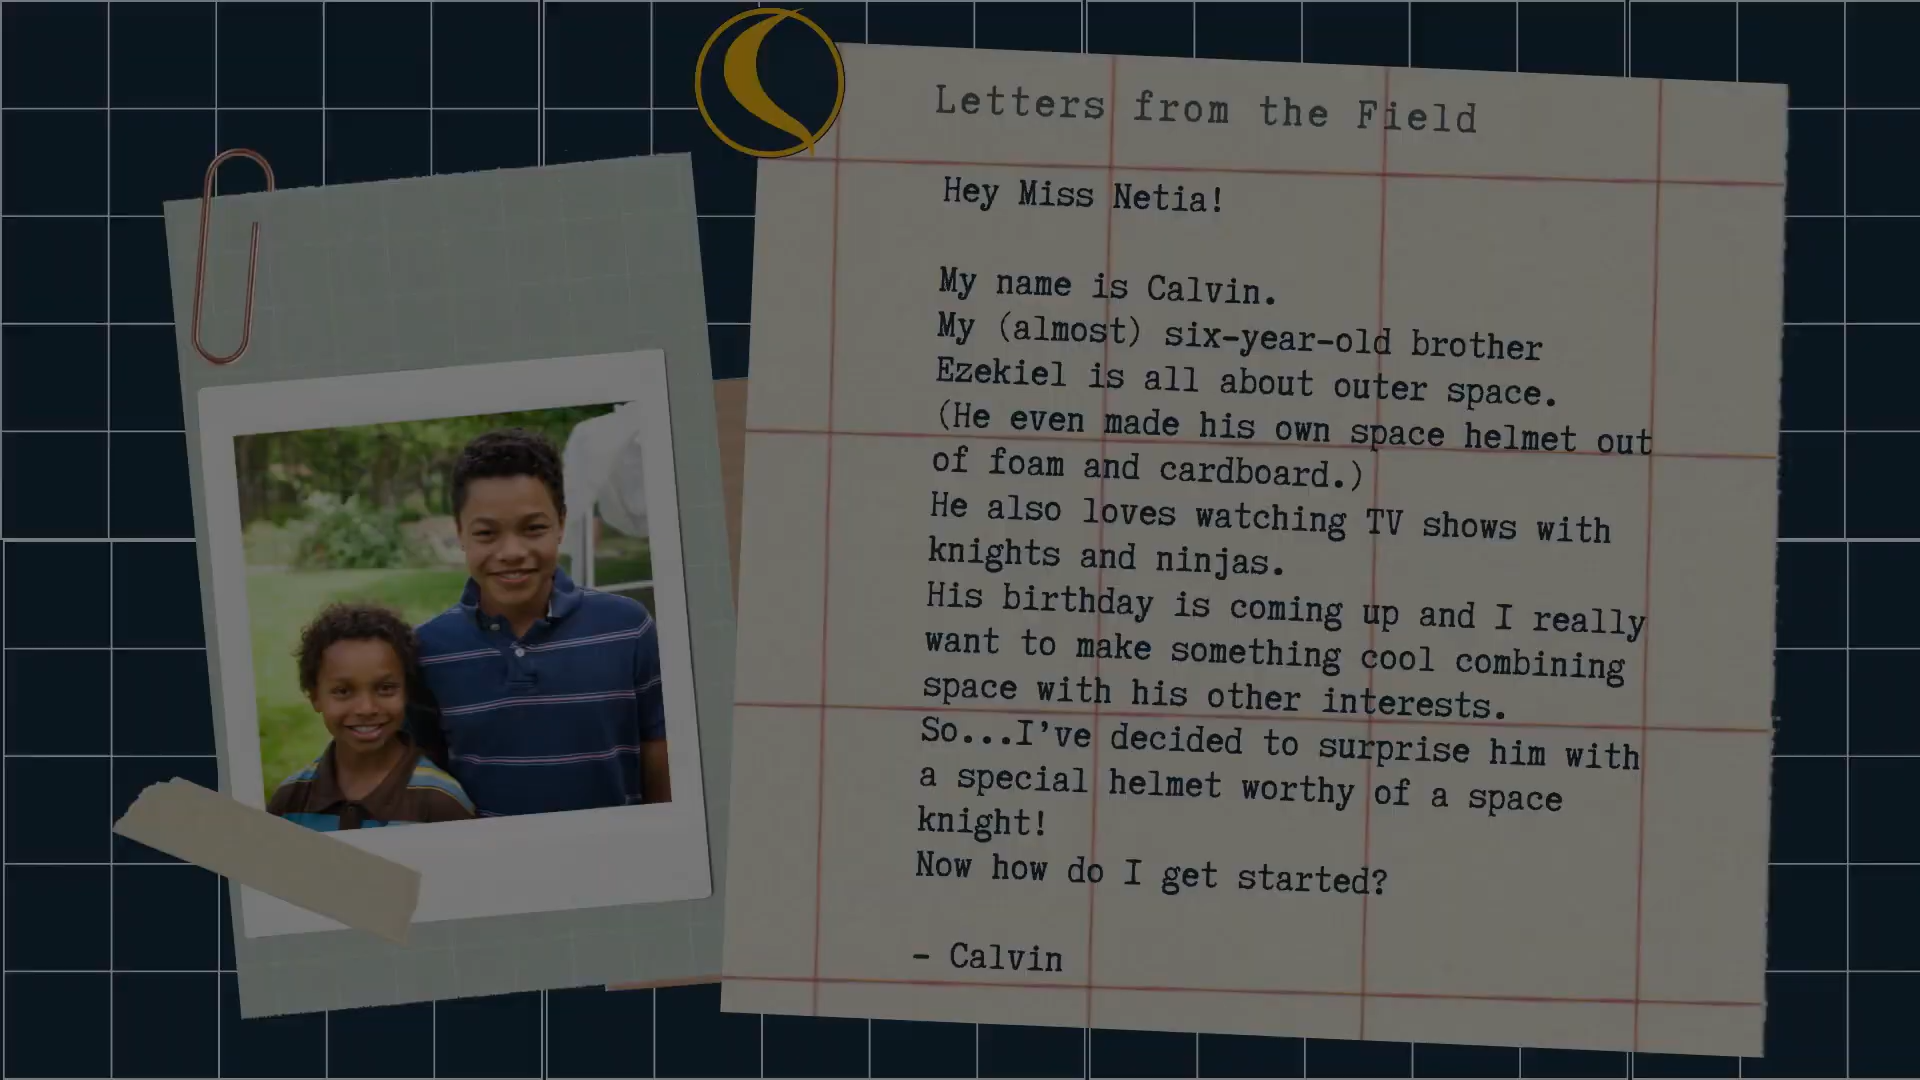 Letters from the Field
Hey Miss Netia!
My name is Calvin.
My (almost) six-year-old brother
Ezekiel is all about outer space.
(He even made his own space helmet out
of foam and cardboard.)
He also loves watching TV shows with
knights and ninjas.
His birthday is coming up and I really
want to make something cool combining
space with his other interests.
So...I've decided to surprise him with
a special helmet worthy of a space
knight!
Now how do I get started?
- Calvin